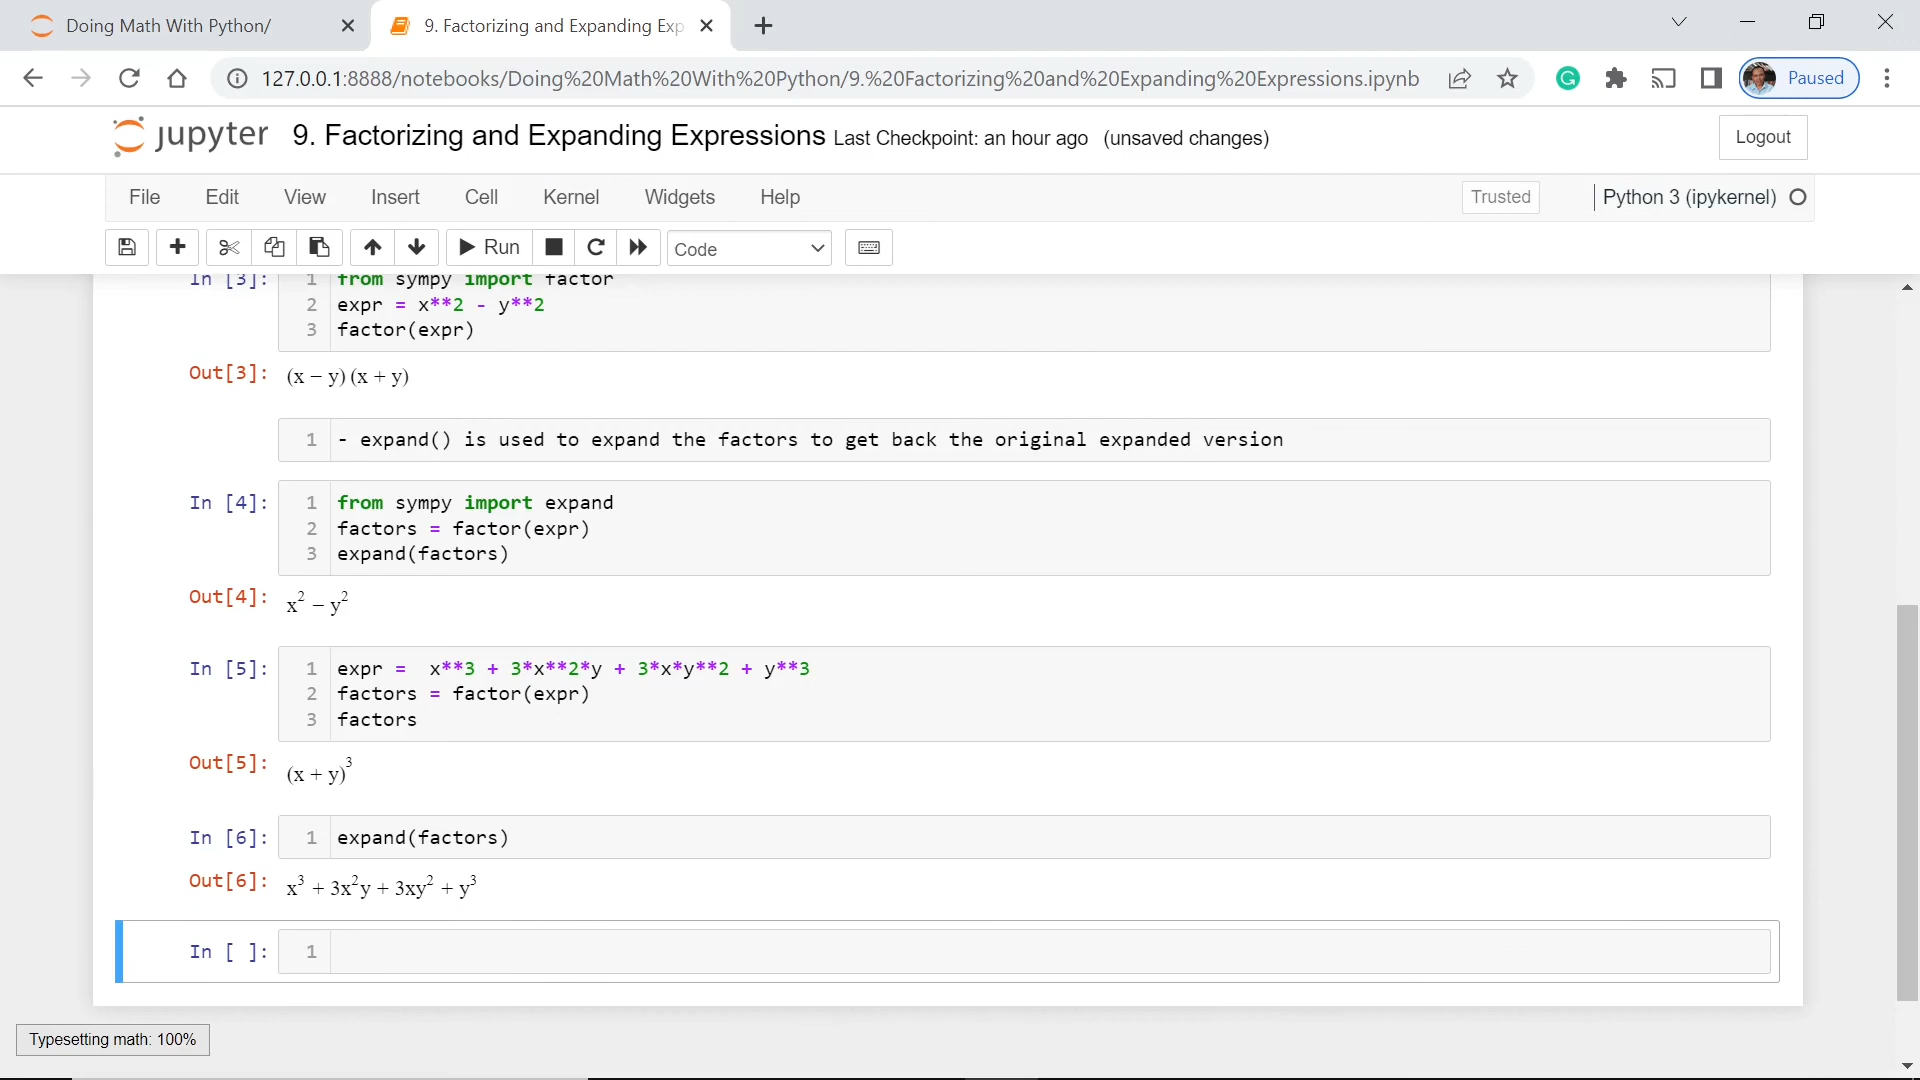 Doing Math With Python/
9. Factorizing and Expanding Exp
127.0.0.1:8888/notebooks/Doing%20Math%20With%20Python/9.%20Factorizing%20and%20Expanding%20Expressions.ipynb
Paused
jupyter 9. Factorizing and Expanding Expressions Last Checkpoint: an hour ago (unsaved changes)
Logout
File Edit View Insert Cell Kernel Widgets Help
Trusted
Python 3 (ipykernel)
Run
Code
In [3]: 1 from sympy import factor
2 expr = x**2 - y**2
3 factor(expr)
Out[3]: (x − y) (x + y)
1 - expand() is used to expand the factors to get back the original expanded version
In [4]: 1 from sympy import expand
2 factors = factor(expr)
3 expand(factors)
Out[4]: x² − y²
In [5]: 1 expr =  x**3 + 3*x**2*y + 3*x*y**2 + y**3
2 factors = factor(expr)
3 factors
Out[5]: (x + y)³
In [6]: 1 expand(factors)
Out[6]: x³ + 3x²y + 3xy² + y³
In [ ]: 1
Typesetting math: 100%